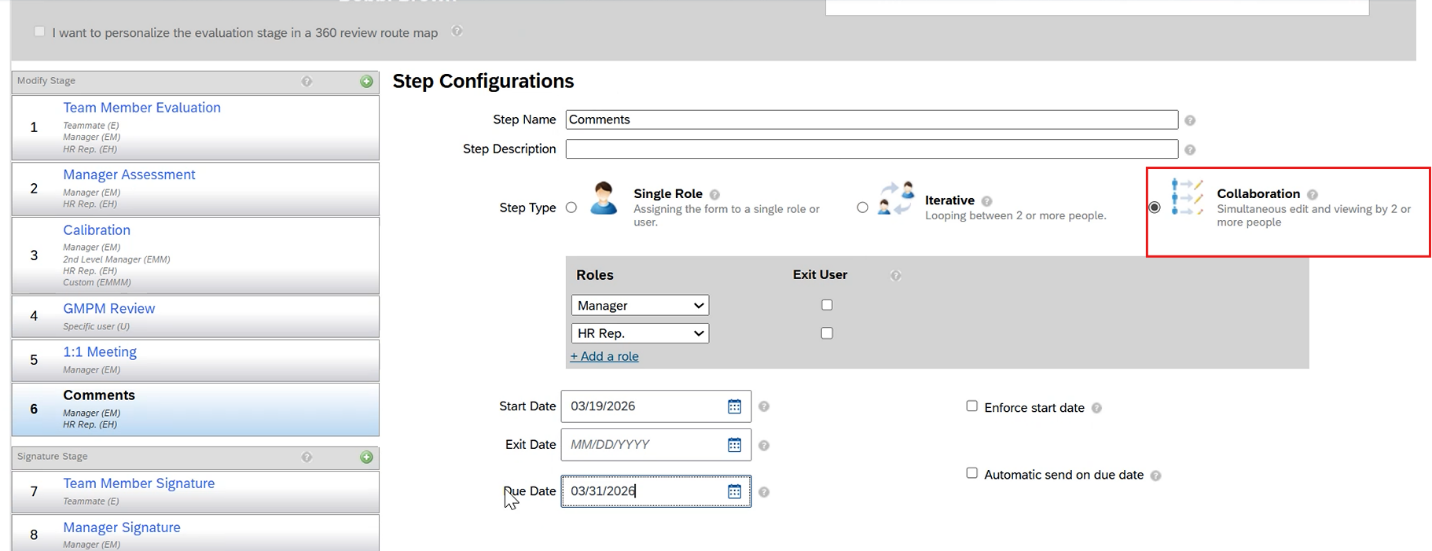 I want to personalize the evaluation stage in a 360 review route map
Modify Stage
1
Team Member Evaluation
Teammate (E)
Manager (EM)
HR Rep. (EH)
2
Manager Assessment
Manager (EM)
HR Rep. (EH)
3
Calibration
Manager (EM)
2nd Level Manager (EMM)
HR Rep. (EH)
Custom (EMMM)
4
GMPM Review
Specific user (U)
5
1:1 Meeting
Manager (EM)
6
Comments
Manager (EM)
HR Rep. (EH)
Signature Stage
7
Team Member Signature
Teammate (E)
8
Manager Signature
Manager (EM)
Step Configurations
Step Name
Comments
Step Description
Step Type
Single Role
Assigning the form to a single role or
user.
Iterative
Looping between 2 or more people.
Collaboration
Simultaneous edit and viewing by 2 or
more people
Roles
Exit User
Manager
HR Rep.
+ Add a role
Start Date
03/19/2026
Enforce start date
Exit Date
MM/DD/YYYY
Due Date
03/31/2026
Automatic send on due date